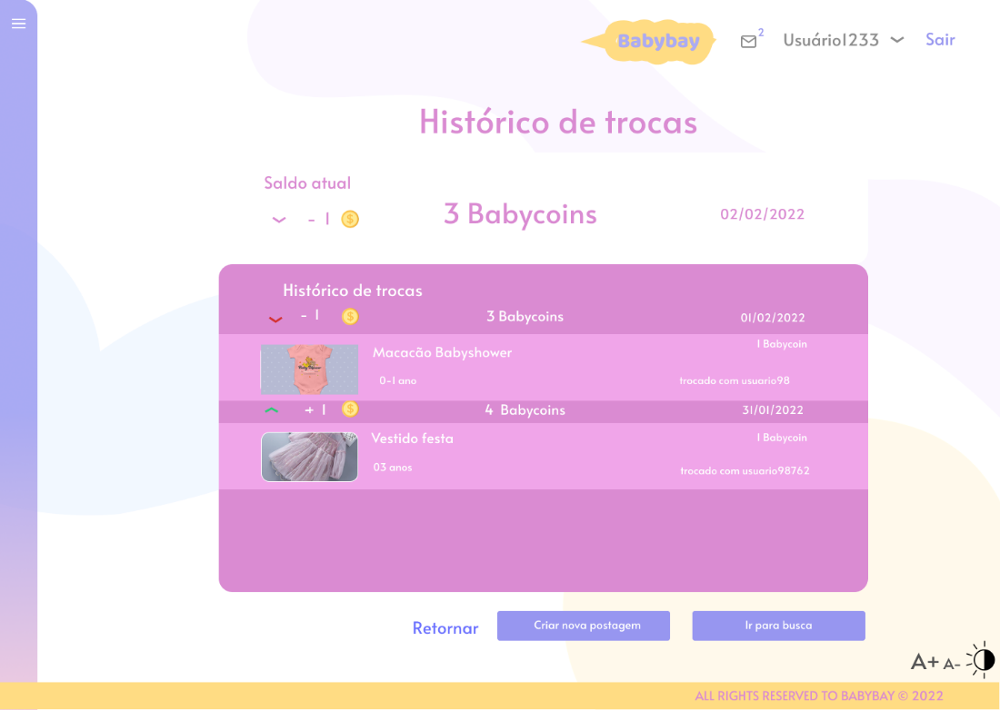 Babybay
2
Usuário1233
Sair
Histórico de trocas
Saldo atual
- 1
3 Babycoins
02/02/2022
Histórico de trocas
- 1
3 Babycoins
01/02/2022
Macacão Babyshower
1 Babycoin
0-1 ano
trocado com usuario98
+ 1
4 Babycoins
31/01/2022
Vestido festa
1 Babycoin
03 anos
trocado com usuario98762
Retornar
Criar nova postagem
Ir para busca
A+ A-
ALL RIGHTS RESERVED TO BABYBAY © 2022